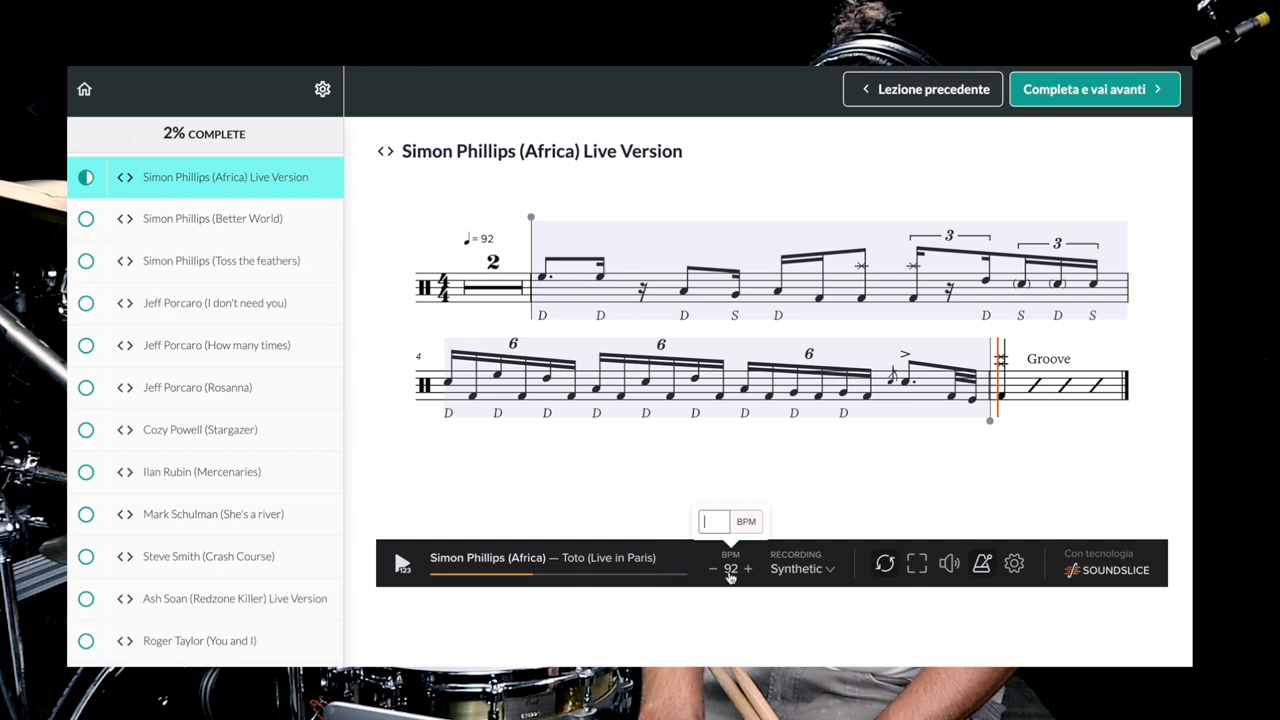 Lezione precedente
Completa e vai avanti
2% COMPLETE
Simon Phillips (Africa) Live Version
Simon Phillips (Better World)
Simon Phillips (Toss the feathers)
Jeff Porcaro (I don't need you)
Jeff Porcaro (How many times)
Jeff Porcaro (Rosanna)
Cozy Powell (Stargazer)
Ilan Rubin (Mercenaries)
Mark Schulman (She's a river)
Steve Smith (Crash Course)
Ash Soan (Redzone Killer) Live Version
Roger Taylor (You and I)
Simon Phillips (Africa) Live Version
= 92
2
3
3
4
4
D D D S D D S D S
4
6
6
6
Groove
D D D D D D D D D
BPM
123
Simon Phillips (Africa) — Toto (Live in Paris)
BPM
− 92 +
RECORDING
Synthetic
Con tecnologia
SOUNDSLICE